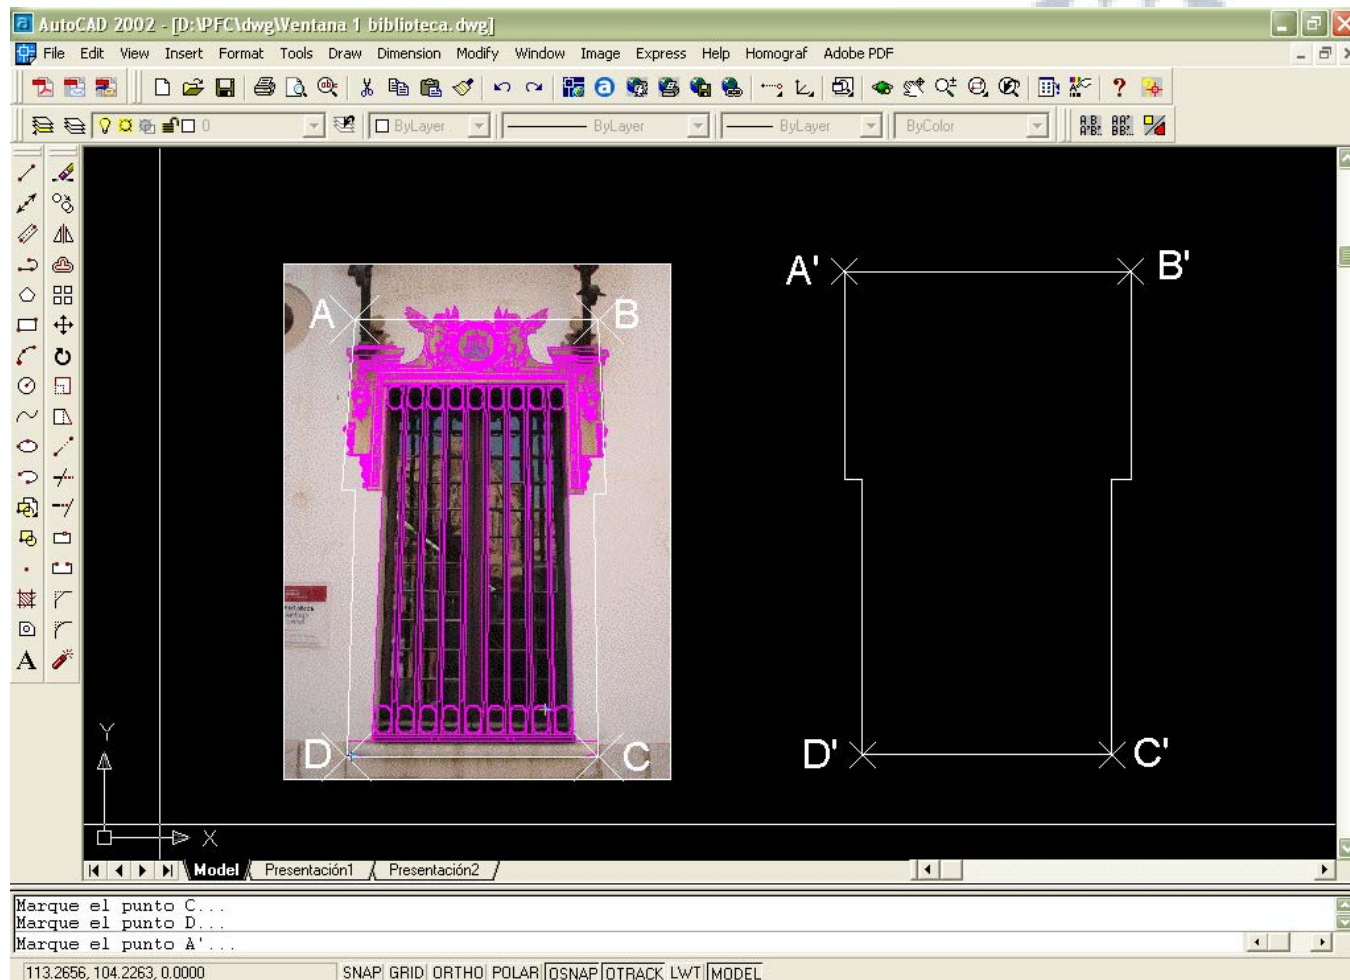 AutoCAD 2002 - [D:\PFC\dwg\Ventana 1 biblioteca.dwg]
File Edit View Insert Format Tools Draw Dimension Modify Window Image Express Help Homograf Adobe PDF
0 ByLayer ByLayer ByLayer ByColor
A
A B
A' B'
D C
D' C'
Y
X
Model Presentación1 Presentación2
Marque el punto C...
Marque el punto D...
Marque el punto A'...
113.2656, 104.2263, 0.0000 SNAP GRID ORTHO POLAR OSNAP OTRACK LWT MODEL